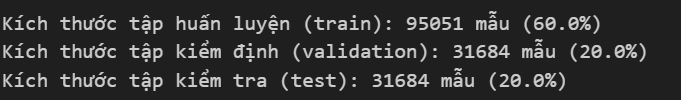 Kích thước tập huấn luyện (train): 95051 mẫu (60.0%)
Kích thước tập kiểm định (validation): 31684 mẫu (20.0%)
Kích thước tập kiểm tra (test): 31684 mẫu (20.0%)